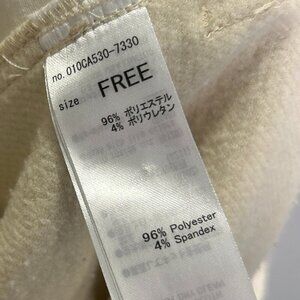 no. 010CA530-7330
size FREE
96% ポリエステル
4% ポリウレタン
96% Polyester
4% Spandex